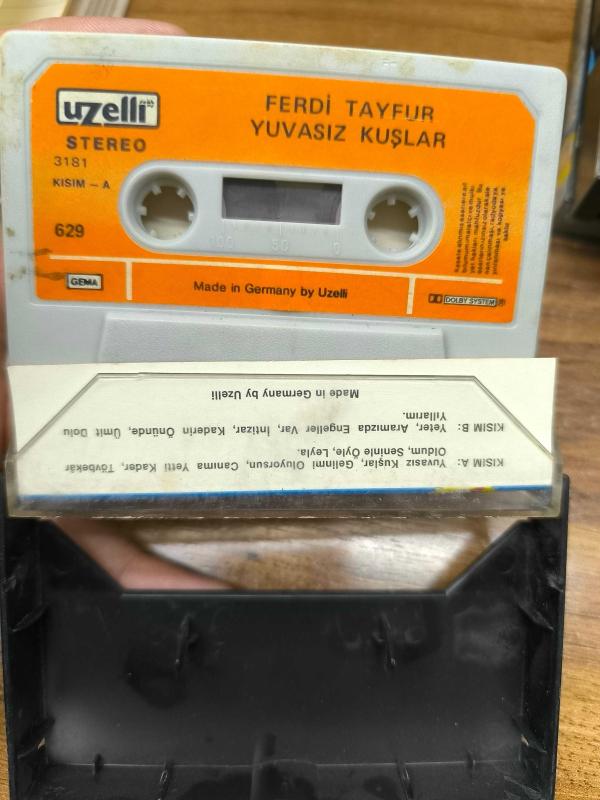 uzelli
STEREO
3181
KISIM – A
629
FERDİ TAYFUR
YUVASIZ KUŞLAR
100 50 0
GEMA
Made in Germany by Uzelli
DOLBY SYSTEM
KISIM A: Yuvasız Kuşlar, Gelinmi Oluyorsun, Canıma Yetti Kader, Tövbekâr
Oldum, Seninle Öyle, Leyla.
KISIM B: Yeter, Aramızda Engeller Var, İntizar, Kaderin Önünde, Ümit Dolu
Yıllarım.
Made in Germany by Uzelli